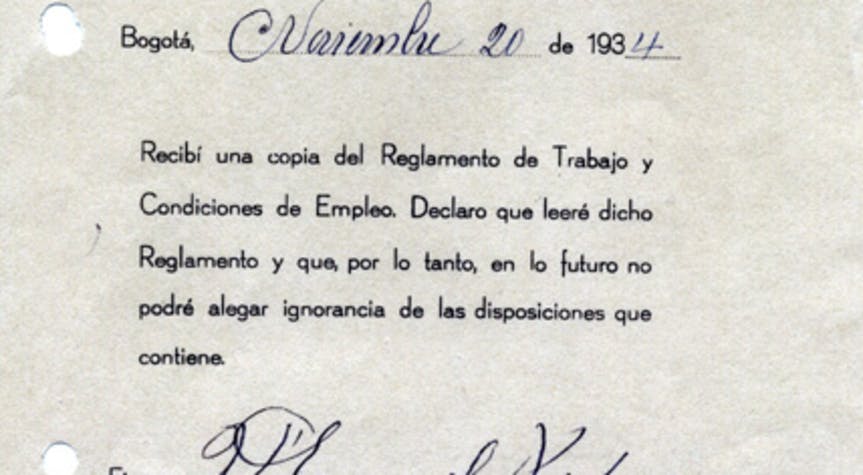 Bogotá, Noviembre 20 de 1934
Recibí una copia del Reglamento de Trabajo y
Condiciones de Empleo. Declaro que leeré dicho
Reglamento y que, por lo tanto, en lo futuro no
podré alegar ignorancia de las disposiciones que
contiene.